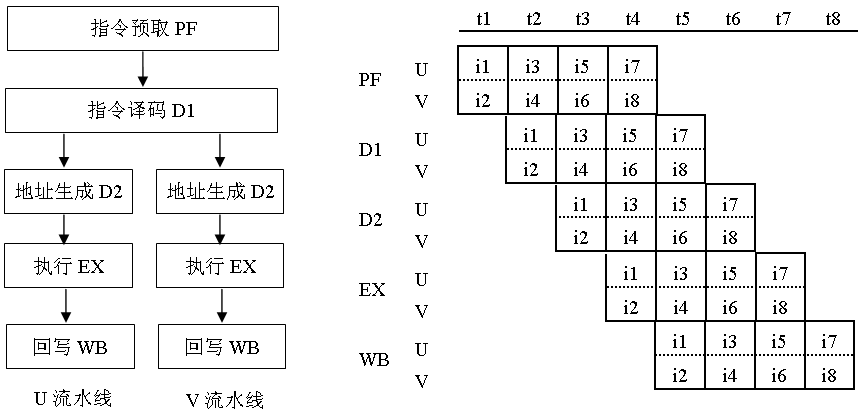 指令预取 PF
指令译码 D1
地址生成 D2 地址生成 D2
执行 EX 执行 EX
回写 WB 回写 WB
U 流水线 V 流水线
t1 t2 t3 t4 t5 t6 t7 t8
PF
U i1 i3 i5 i7
V i2 i4 i6 i8
D1
U i1 i3 i5 i7
V i2 i4 i6 i8
D2
U i1 i3 i5 i7
V i2 i4 i6 i8
EX
U i1 i3 i5 i7
V i2 i4 i6 i8
WB
U i1 i3 i5 i7
V i2 i4 i6 i8